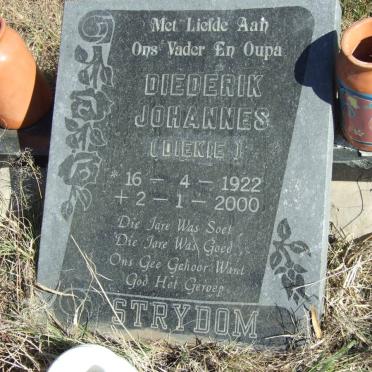 Met Liefde Aan
Ons Vader En Oupa
DIEDERIK
JOHANNES
(DIEKIE)
* 16 - 4 - 1922
+ 2 - 1 - 2000
Die Jare Was Soet
Die Jare Was Goed
Ons Gee Gehoor Want
God Het Geroep
STRYDOM